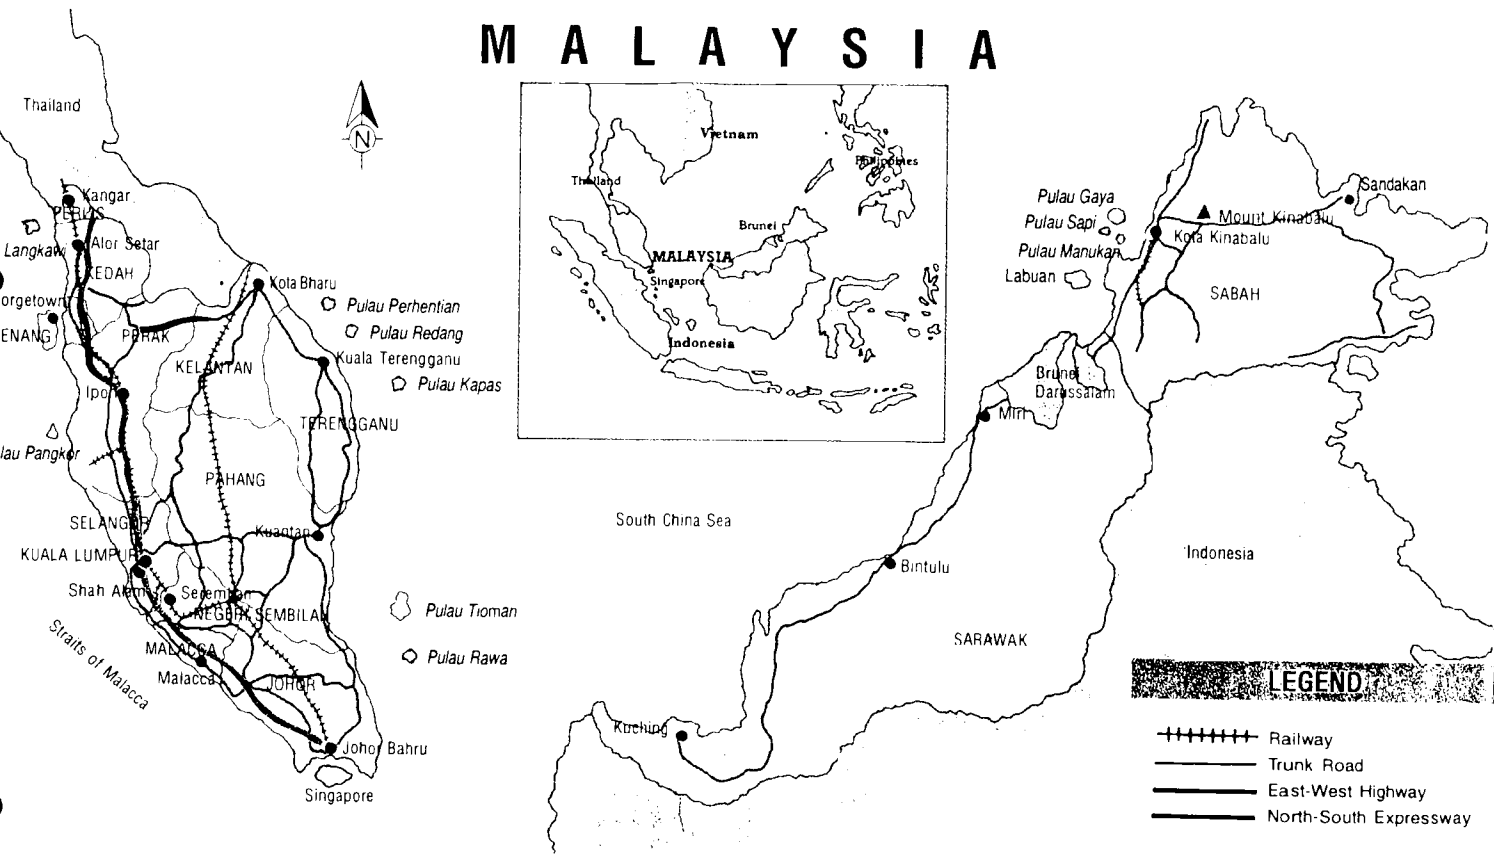 MALAYSIA
Thailand
N
Vietnam
Philippines
Thailand
Brunei
MALAYSIA
Singapore
Indonesia
Kangar
PERLIS
Langkawi
Alor Setar
KEDAH
orgetown
ENANG
PERAK
Kota Bharu
Pulau Perhentian
Pulau Redang
KELANTAN
Kuala Terengganu
Pulau Kapas
Ipoh
TERENGGANU
lau Pangkor
PAHANG
SELANGOR
Kuantan
KUALA LUMPUR
Shah Alam
Seremban
NEGERI SEMBILAN
Pulau Tioman
Straits of Malacca
MALACCA
Malacca
Pulau Rawa
JOHOR
Johor Bahru
Singapore
South China Sea
Pulau Gaya
Pulau Sapi
Pulau Manukan
Labuan
Sandakan
Mount Kinabalu
Kota Kinabalu
SABAH
Brunei
Darussalam
Miri
Bintulu
Indonesia
SARAWAK
Kuching
LEGEND
Railway
Trunk Road
East-West Highway
North-South Expressway